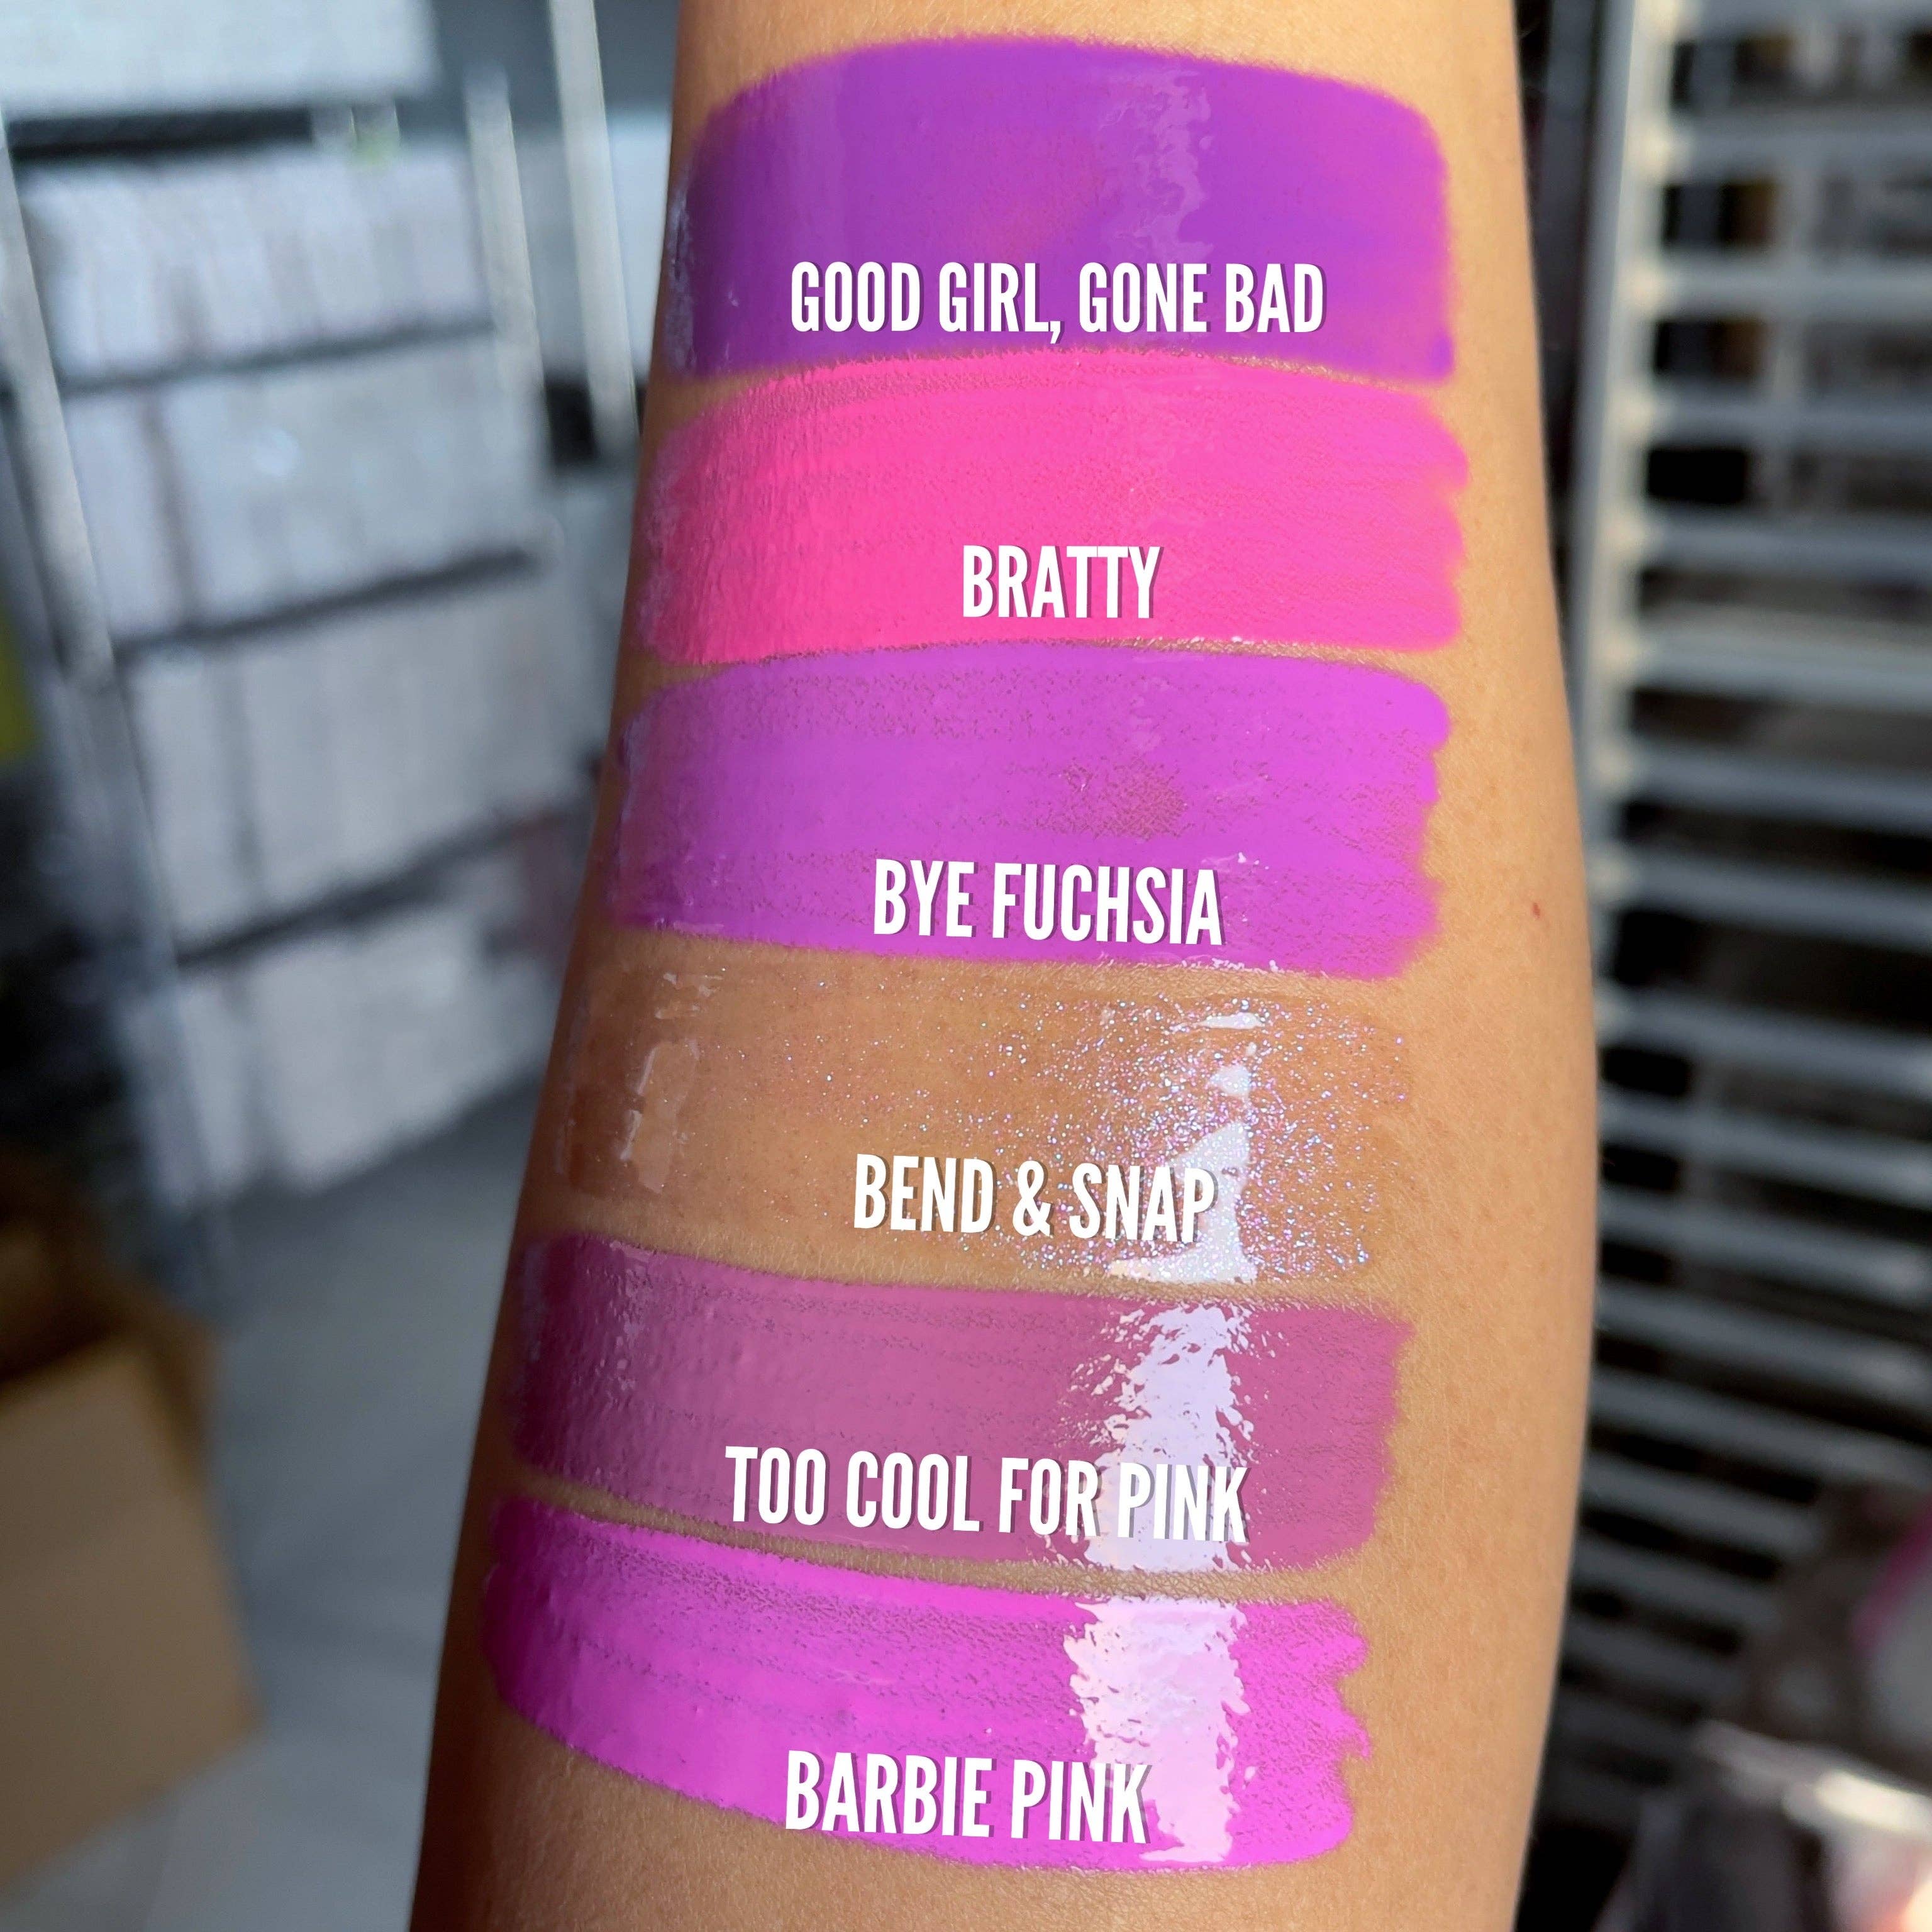 GOOD GIRL, GONE BAD
BRATTY
BYE FUCHSIA
BEND & SNAP
TOO COOL FOR PINK
BARBIE PINK